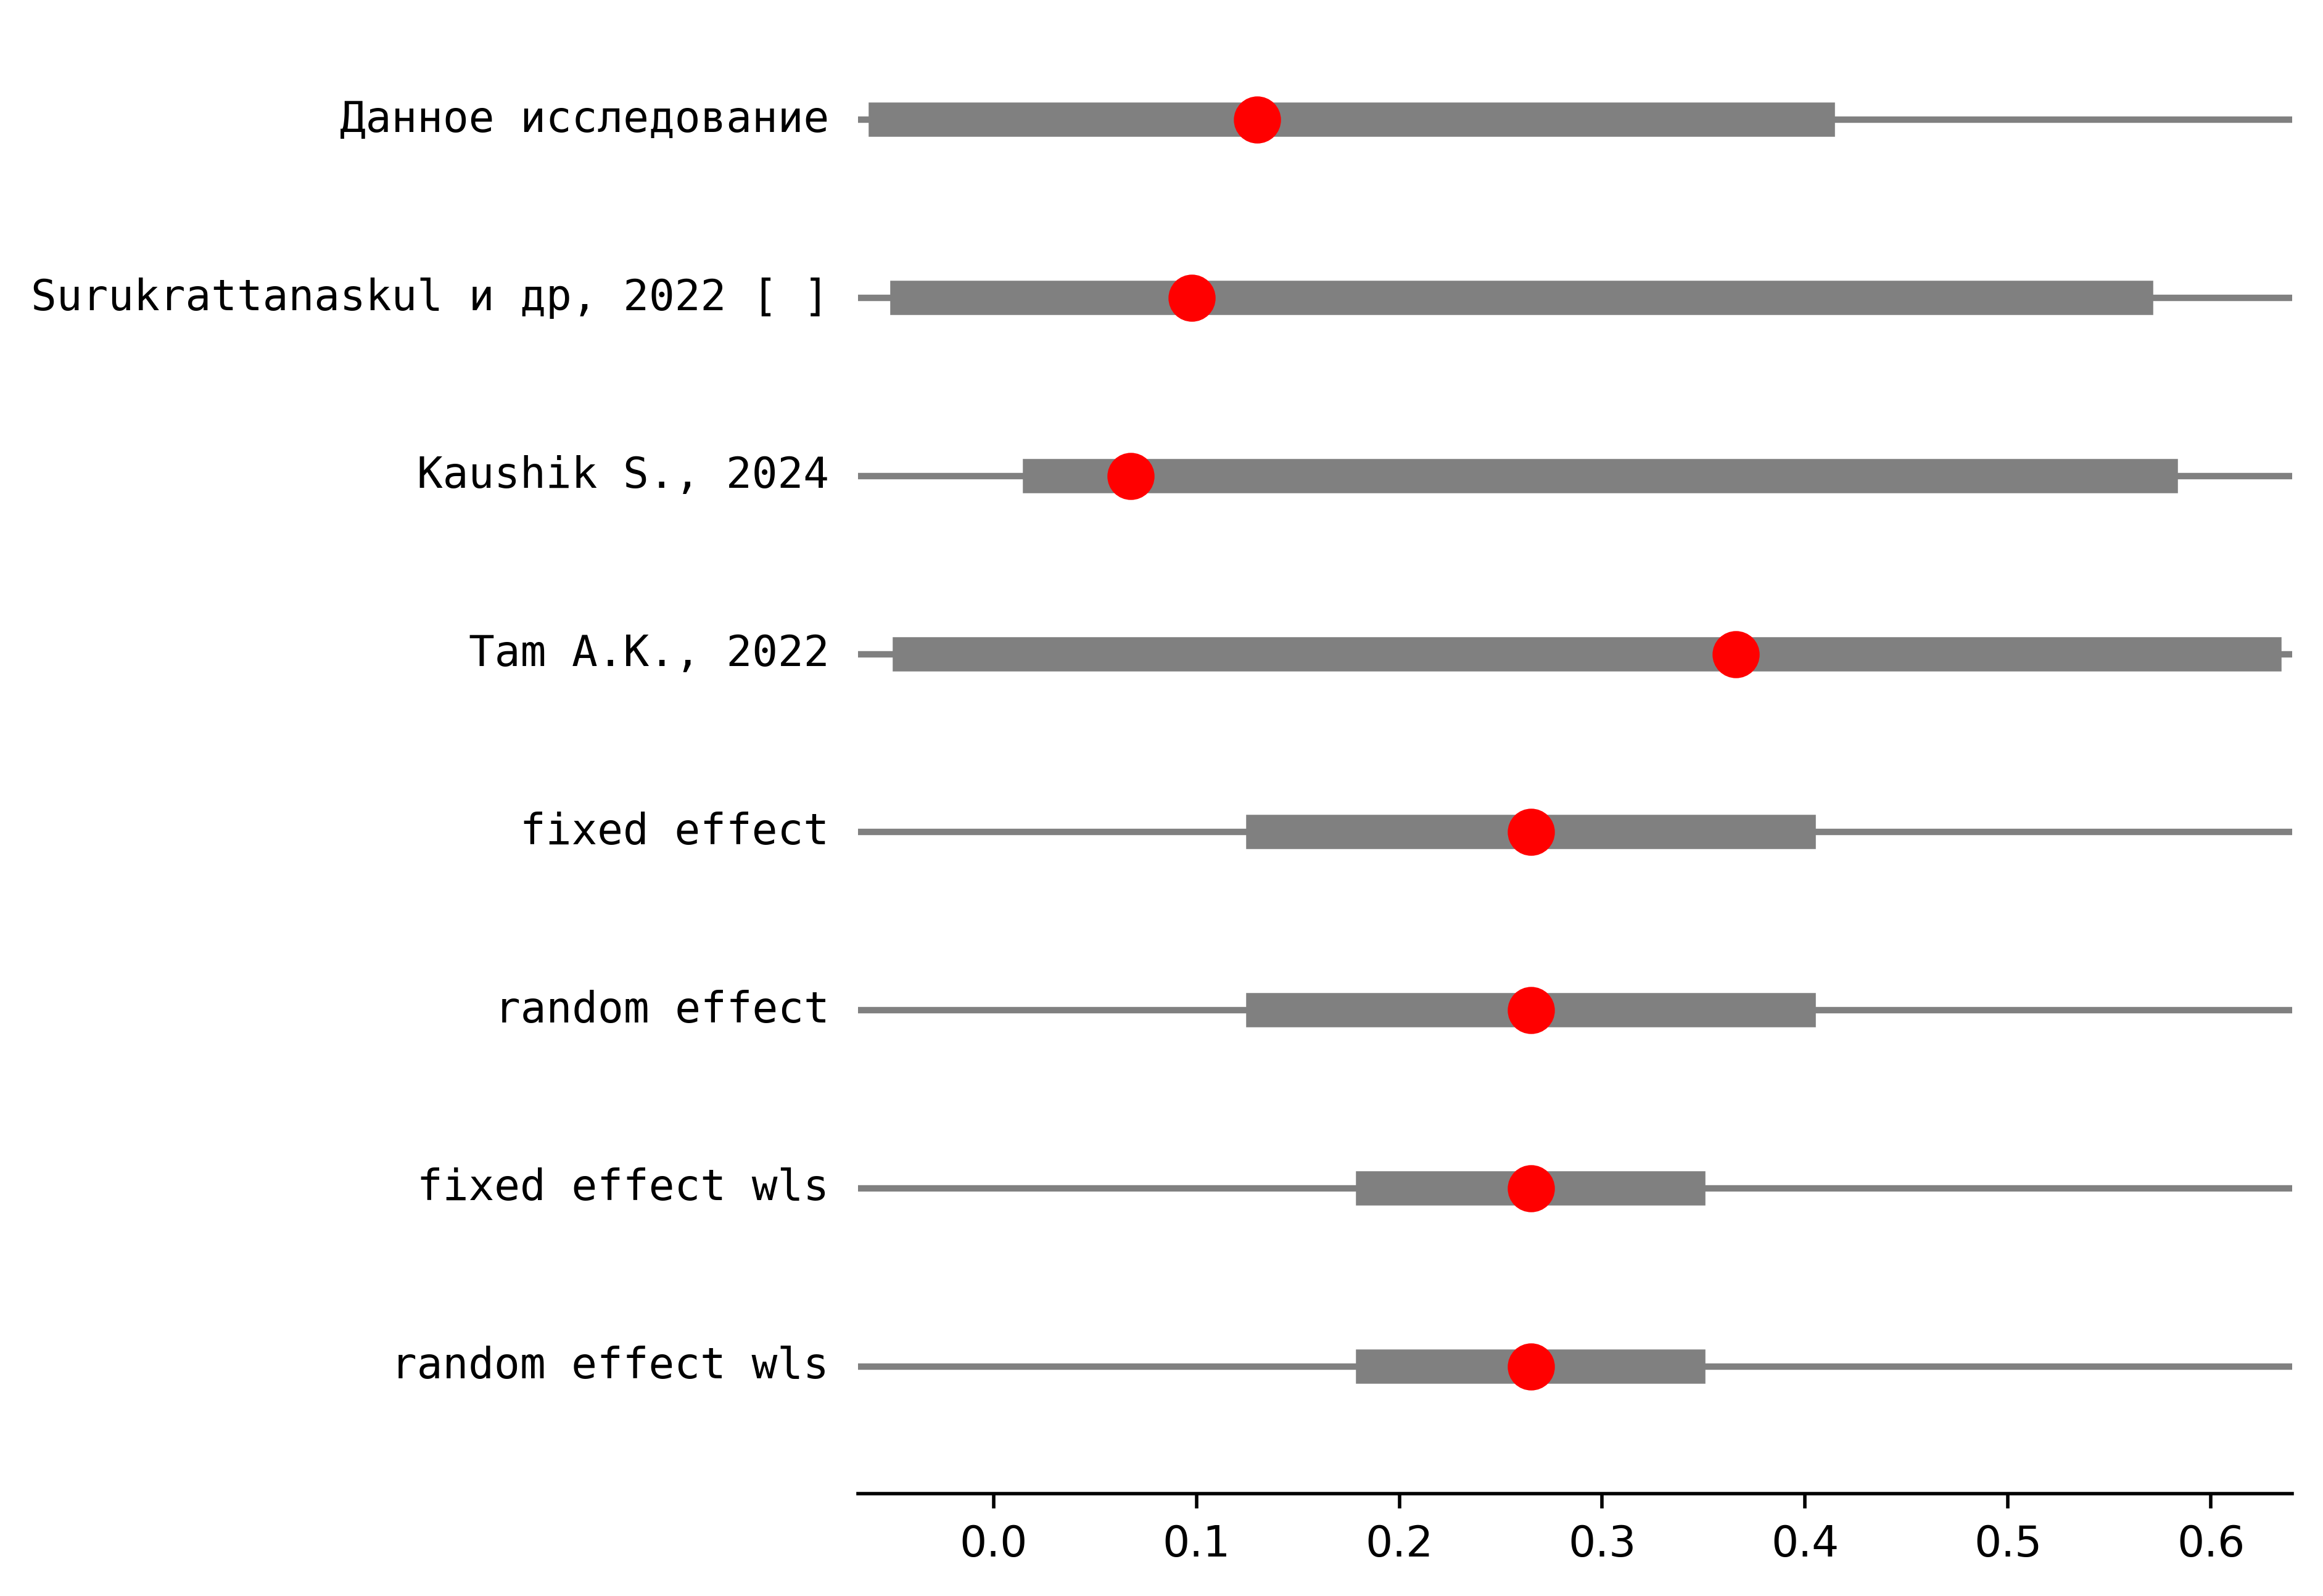 Данное исследование
Surukrattanaskul и др, 2022 [ ]
Kaushik S., 2024
Tam A.K., 2022
fixed effect
random effect
fixed effect wls
random effect wls
0.0 0.1 0.2 0.3 0.4 0.5 0.6